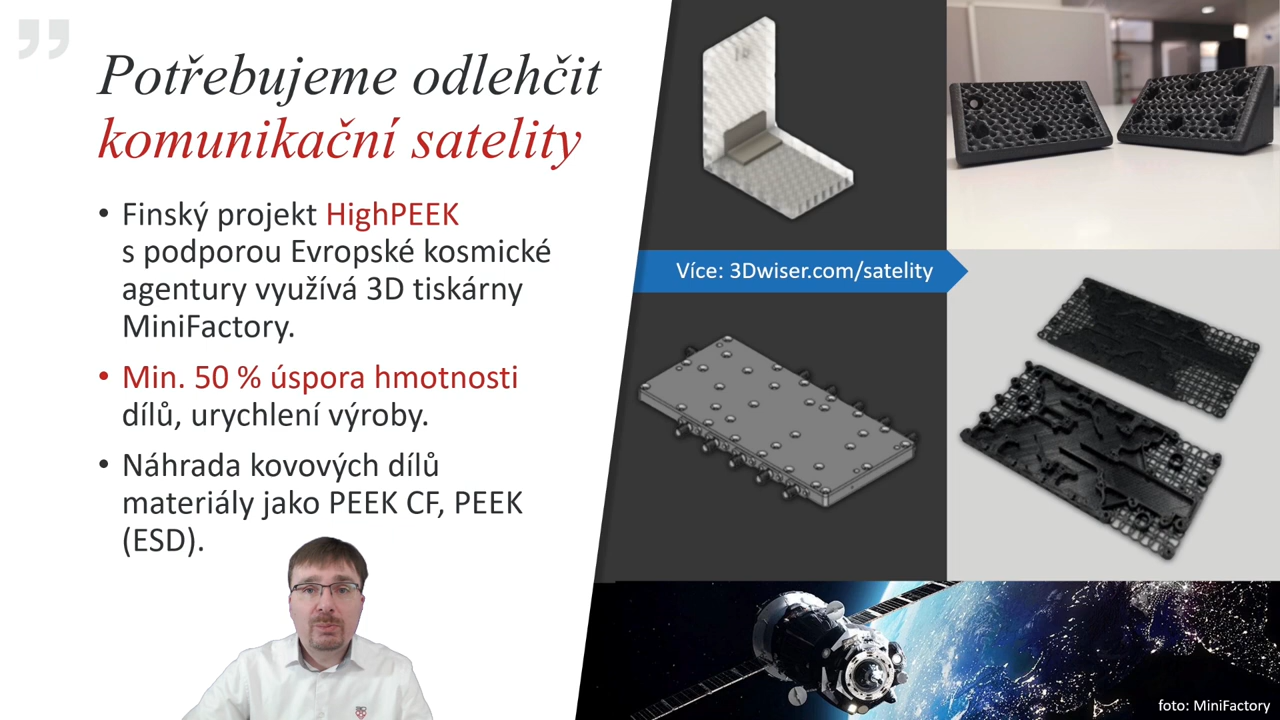 Potřebujeme odlehčit
komunikační satelity
• Finský projekt HighPEEK
s podporou Evropské kosmické
agentury využívá 3D tiskárny
MiniFactory.
• Min. 50 % úspora hmotnosti
dílů, urychlení výroby.
• Náhrada kovových dílů
materiály jako PEEK CF, PEEK
(ESD).
Více: 3Dwiser.com/satelity
foto: MiniFactory